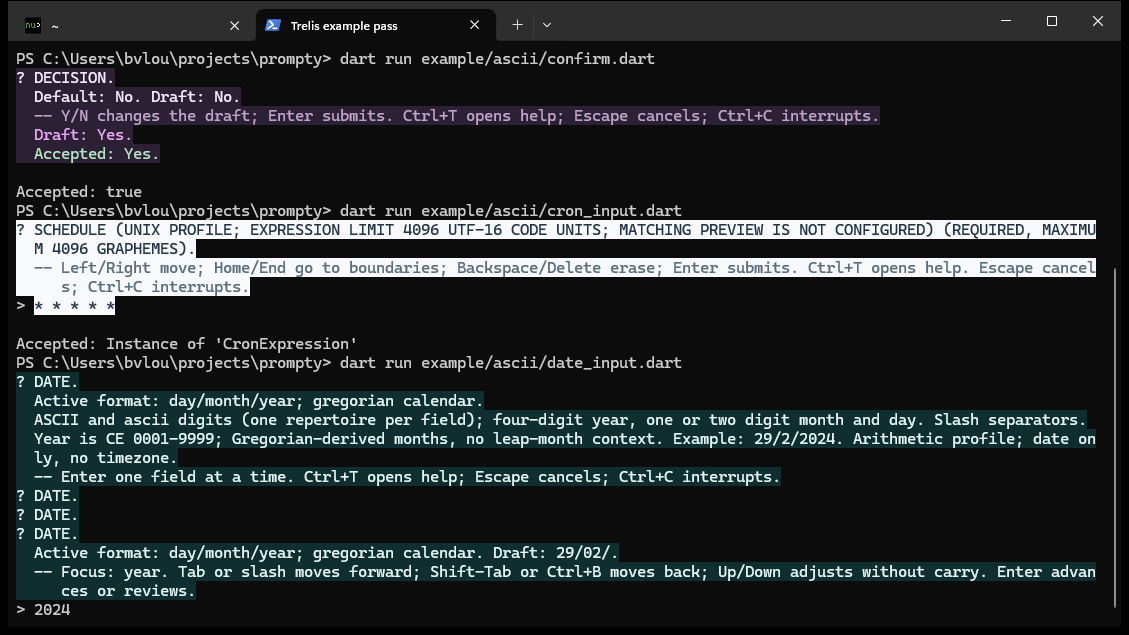 nu> ~
Trelis example pass
PS C:\Users\bvlou\projects\prompty> dart run example/ascii/confirm.dart
? DECISION.
Default: No. Draft: No.
-- Y/N changes the draft; Enter submits. Ctrl+T opens help; Escape cancels; Ctrl+C interrupts.
Draft: Yes.
Accepted: Yes.
Accepted: true
PS C:\Users\bvlou\projects\prompty> dart run example/ascii/cron_input.dart
? SCHEDULE (UNIX PROFILE; EXPRESSION LIMIT 4096 UTF-16 CODE UNITS; MATCHING PREVIEW IS NOT CONFIGURED) (REQUIRED, MAXIMU
M 4096 GRAPHEMES).
-- Left/Right move; Home/End go to boundaries; Backspace/Delete erase; Enter submits. Ctrl+T opens help. Escape cancel
s; Ctrl+C interrupts.
> * * * * *
Accepted: Instance of 'CronExpression'
PS C:\Users\bvlou\projects\prompty> dart run example/ascii/date_input.dart
? DATE.
Active format: day/month/year; gregorian calendar.
ASCII and ascii digits (one repertoire per field); four-digit year, one or two digit month and day. Slash separators.
Year is CE 0001-9999; Gregorian-derived months, no leap-month context. Example: 29/2/2024. Arithmetic profile; date on
ly, no timezone.
-- Enter one field at a time. Ctrl+T opens help; Escape cancels; Ctrl+C interrupts.
? DATE.
? DATE.
? DATE.
Active format: day/month/year; gregorian calendar. Draft: 29/02/.
-- Focus: year. Tab or slash moves forward; Shift-Tab or Ctrl+B moves back; Up/Down adjusts without carry. Enter advan
ces or reviews.
> 2024